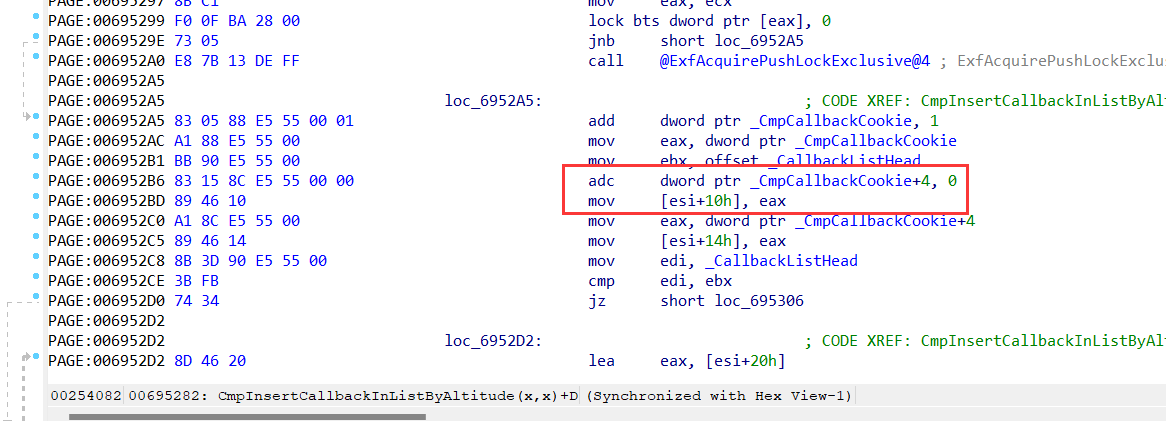 PAGE:00695297 8B C1 mov eax, ecx
PAGE:00695299 F0 0F BA 28 00 lock bts dword ptr [eax], 0
PAGE:0069529E 73 05 jnb short loc_6952A5
PAGE:006952A0 E8 7B 13 DE FF call @ExfAcquirePushLockExclusive@4 ; ExfAcquirePushLockExclus
PAGE:006952A5
PAGE:006952A5 loc_6952A5: ; CODE XREF: CmpInsertCallbackInListByAlt
PAGE:006952A5 83 05 88 E5 55 00 01 add dword ptr _CmpCallbackCookie, 1
PAGE:006952AC A1 88 E5 55 00 mov eax, dword ptr _CmpCallbackCookie
PAGE:006952B1 BB 90 E5 55 00 mov ebx, offset _CallbackListHead
PAGE:006952B6 83 15 8C E5 55 00 00 adc dword ptr _CmpCallbackCookie+4, 0
PAGE:006952BD 89 46 10 mov [esi+10h], eax
PAGE:006952C0 A1 8C E5 55 00 mov eax, dword ptr _CmpCallbackCookie+4
PAGE:006952C5 89 46 14 mov [esi+14h], eax
PAGE:006952C8 8B 3D 90 E5 55 00 mov edi, _CallbackListHead
PAGE:006952CE 3B FB cmp edi, ebx
PAGE:006952D0 74 34 jz short loc_695306
PAGE:006952D2
PAGE:006952D2 loc_6952D2: ; CODE XREF: CmpInsertCallbackInListByAlt
PAGE:006952D2 8D 46 20 lea eax, [esi+20h]
00254082 00695282: CmpInsertCallbackInListByAltitude(x,x)+D (Synchronized with Hex View-1)